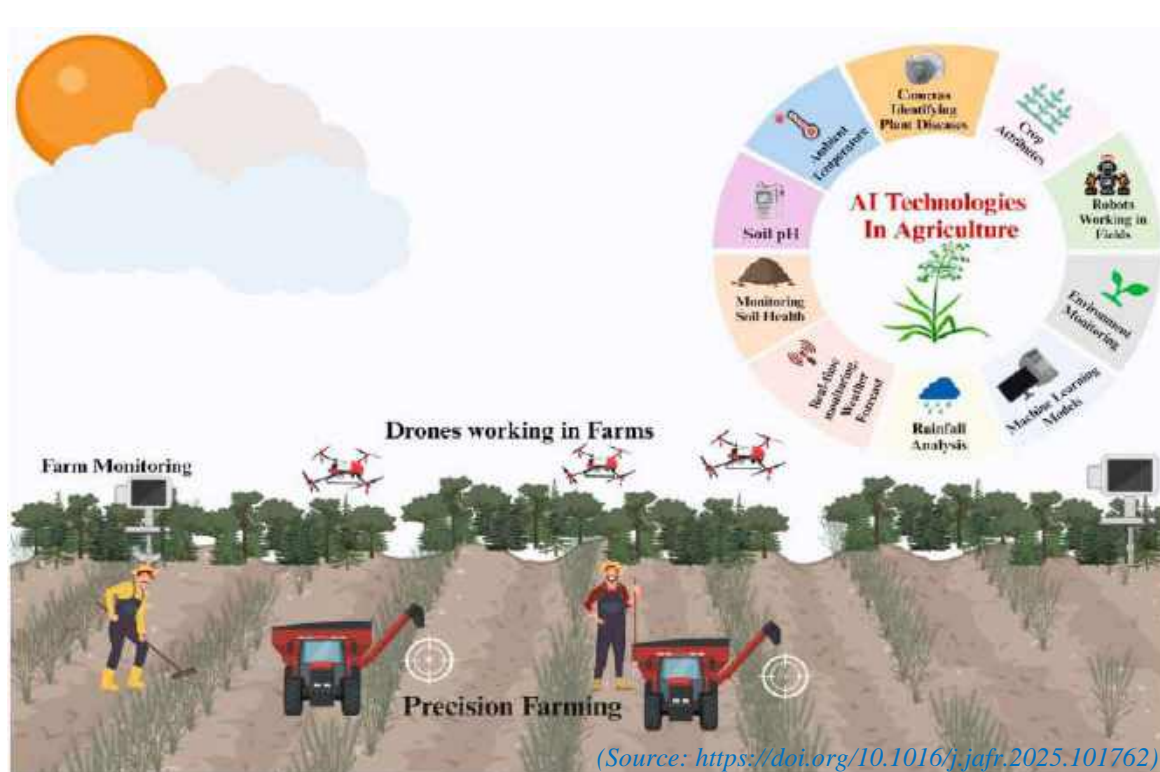 Cameras
Identifying
Plant Diseases
Crop
Attributes
Ambient
Temperature
Robots
Working in
Fields
AI Technologies
In Agriculture
Soil pH
Monitoring
Soil Health
Environment
Monitoring
Real-time
monitoring,
Weather
Forecast
Machine Learning
Models
Rainfall
Analysis
Drones working in Farms
Farm Monitoring
Precision Farming
(Source: https://doi.org/10.1016/j.jafr.2025.101762)